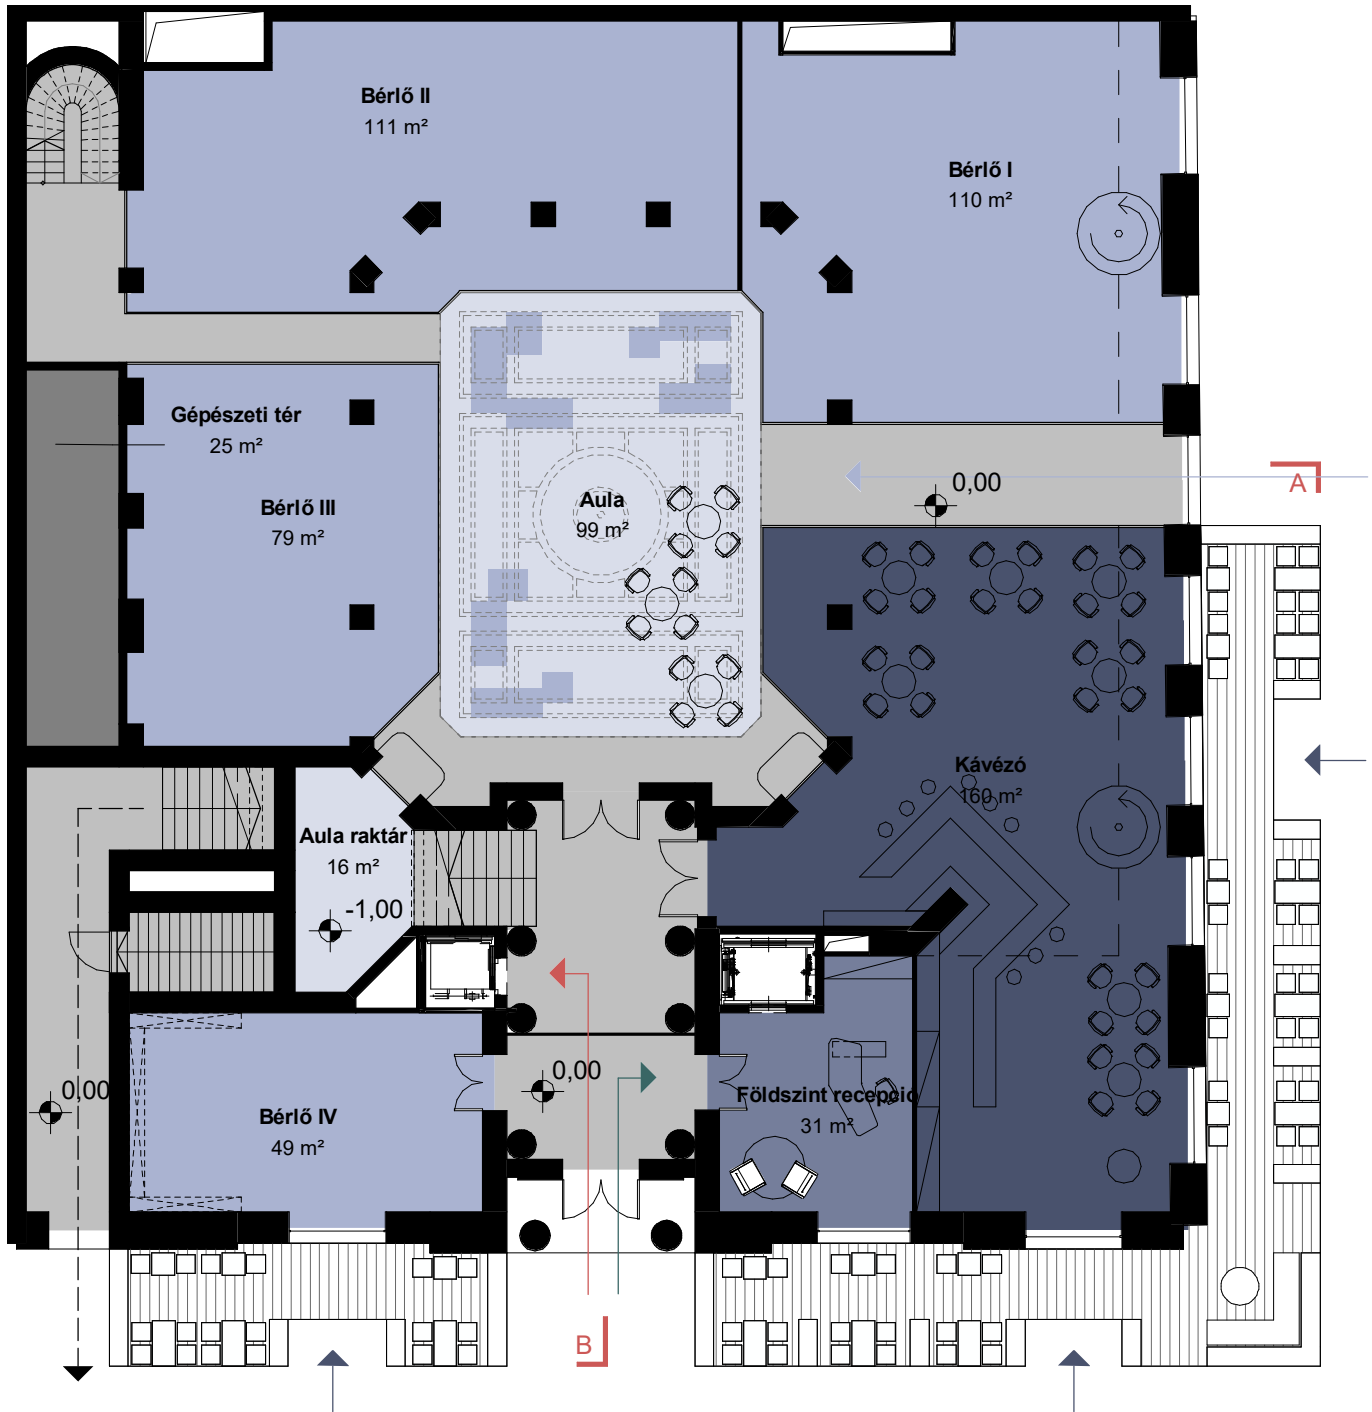 Bérlő II
111 m²
Bérlő I
110 m²
Gépészeti tér
25 m²
Bérlő III
79 m²
Aula
99 m²
0,00
A
Kávézó
160 m²
Aula raktár
16 m²
-1,00
0,00
0,00
Bérlő IV
49 m²
Földszint recepció
31 m²
B